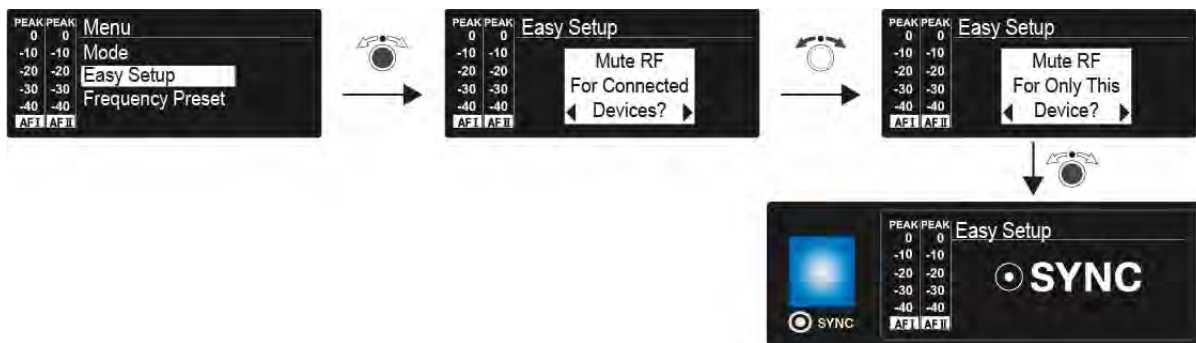 PEAK PEAK Menu
0 0
-10 -10 Mode
-20 -20 Easy Setup
-30 -30 Frequency Preset
-40 -40
AF I AF II
PEAK PEAK Easy Setup
0 0
-10 -10 Mute RF
-20 -20 For Connected
-30 -30 Devices?
-40 -40
AF I AF II
PEAK PEAK Easy Setup
0 0
-10 -10 Mute RF
-20 -20 For Only This
-30 -30 Device?
-40 -40
AF I AF II
SYNC
PEAK PEAK Easy Setup
0 0
-10 -10
-20 -20 SYNC
-30 -30
-40 -40
AF I AF II